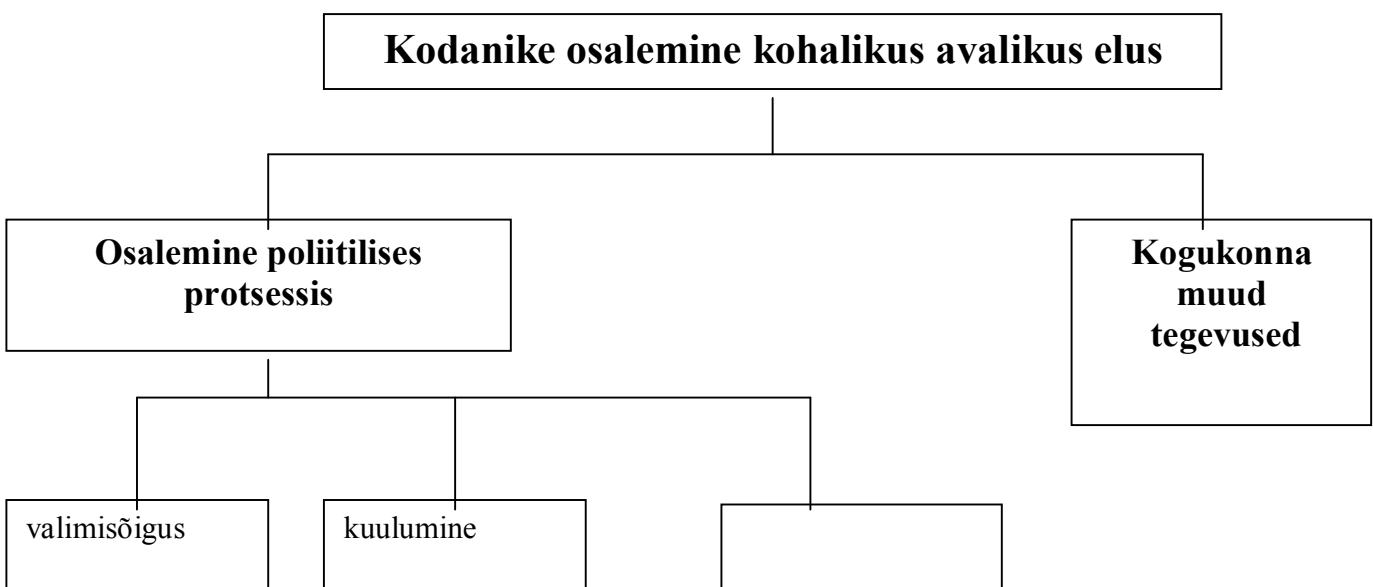 Kodanike osalemine kohalikus avalikus elus
Osalemine poliitilises
protsessis
Kogukonna
muud
tegevused
valimisõigus
kuulumine